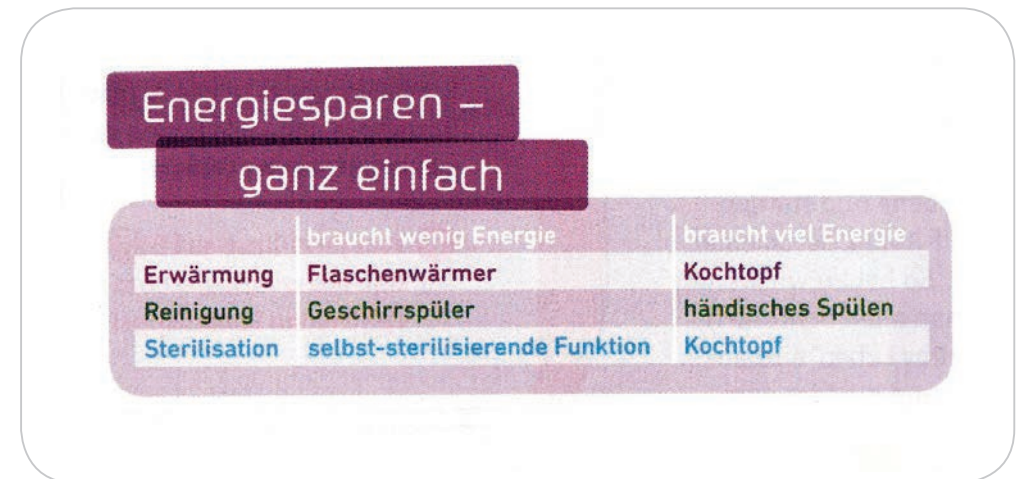 Energiesparen –
ganz einfach
braucht wenig Energie braucht viel Energie
Erwärmung Flaschenwärmer Kochtopf
Reinigung Geschirrspüler händisches Spülen
Sterilisation selbst-sterilisierende Funktion Kochtopf